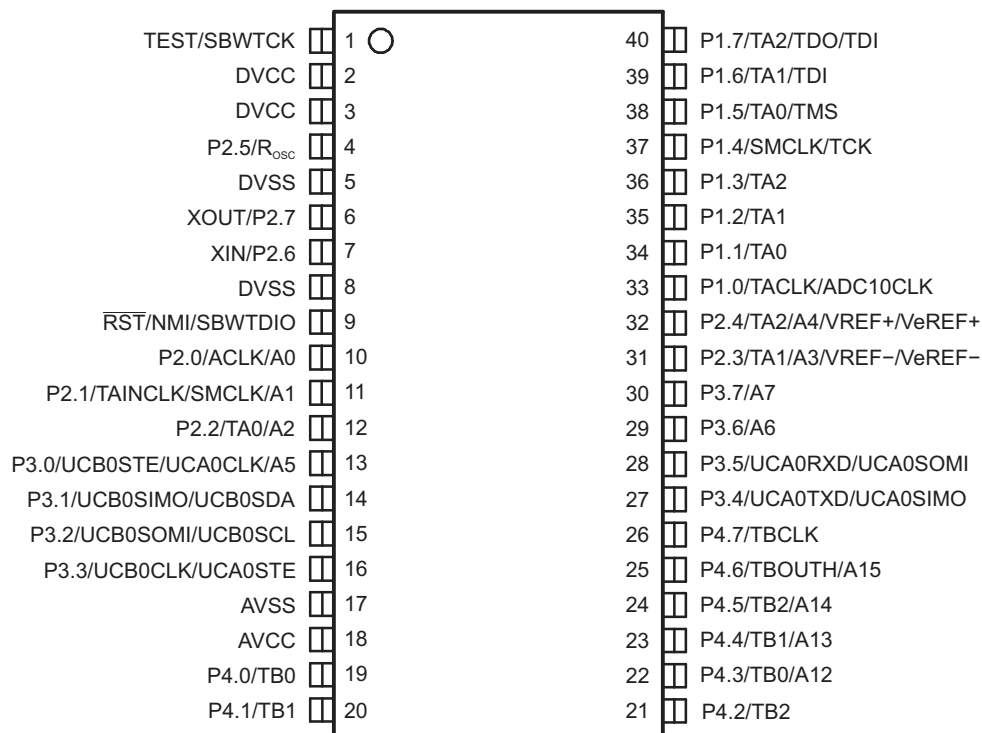 TEST/SBWTCK 1 40 P1.7/TA2/TDO/TDI
DVCC 2 39 P1.6/TA1/TDI
DVCC 3 38 P1.5/TA0/TMS
P2.5/ROSC 4 37 P1.4/SMCLK/TCK
DVSS 5 36 P1.3/TA2
XOUT/P2.7 6 35 P1.2/TA1
XIN/P2.6 7 34 P1.1/TA0
DVSS 8 33 P1.0/TACLK/ADC10CLK
RST/NMI/SBWTDIO 9 32 P2.4/TA2/A4/VREF+/VeREF+
P2.0/ACLK/A0 10 31 P2.3/TA1/A3/VREF−/VeREF−
P2.1/TAINCLK/SMCLK/A1 11 30 P3.7/A7
P2.2/TA0/A2 12 29 P3.6/A6
P3.0/UCB0STE/UCA0CLK/A5 13 28 P3.5/UCA0RXD/UCA0SOMI
P3.1/UCB0SIMO/UCB0SDA 14 27 P3.4/UCA0TXD/UCA0SIMO
P3.2/UCB0SOMI/UCB0SCL 15 26 P4.7/TBCLK
P3.3/UCB0CLK/UCA0STE 16 25 P4.6/TBOUTH/A15
AVSS 17 24 P4.5/TB2/A14
AVCC 18 23 P4.4/TB1/A13
P4.0/TB0 19 22 P4.3/TB0/A12
P4.1/TB1 20 21 P4.2/TB2